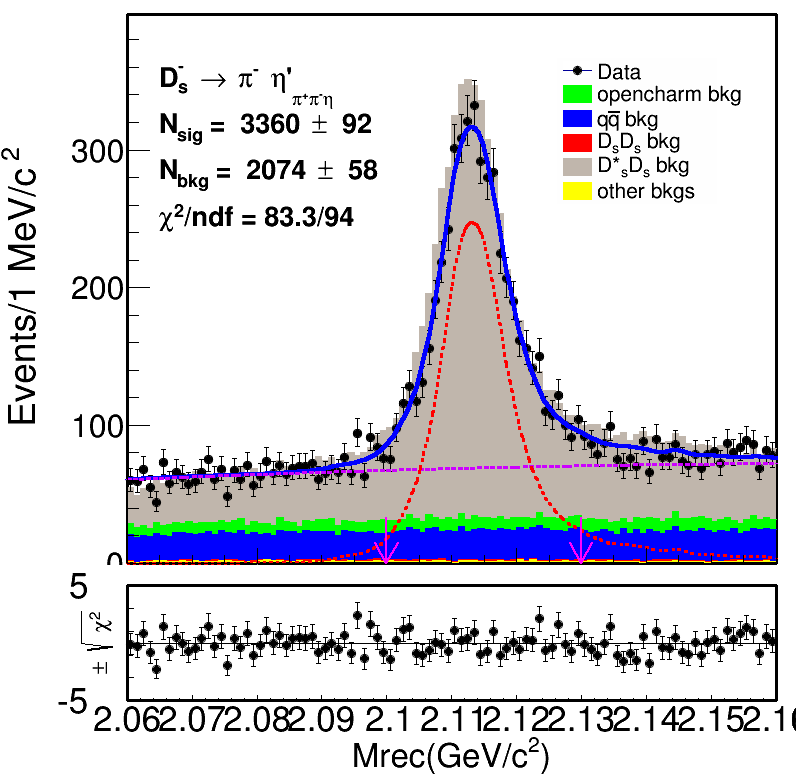 D_s^- → π^- η'_{π⁺π⁻η}
N_sig = 3360 ± 92
N_bkg = 2074 ± 58
χ²/ndf = 83.3/94
Data
opencharm bkg
qq̅ bkg
D_sD_s bkg
D*_sD_s bkg
other bkgs
Events/1 MeV/c²
300
200
100
0
5
± √χ²
-5
2.06 2.07 2.08 2.09 2.1 2.11 2.12 2.13 2.14 2.15 2.16
Mrec(GeV/c²)